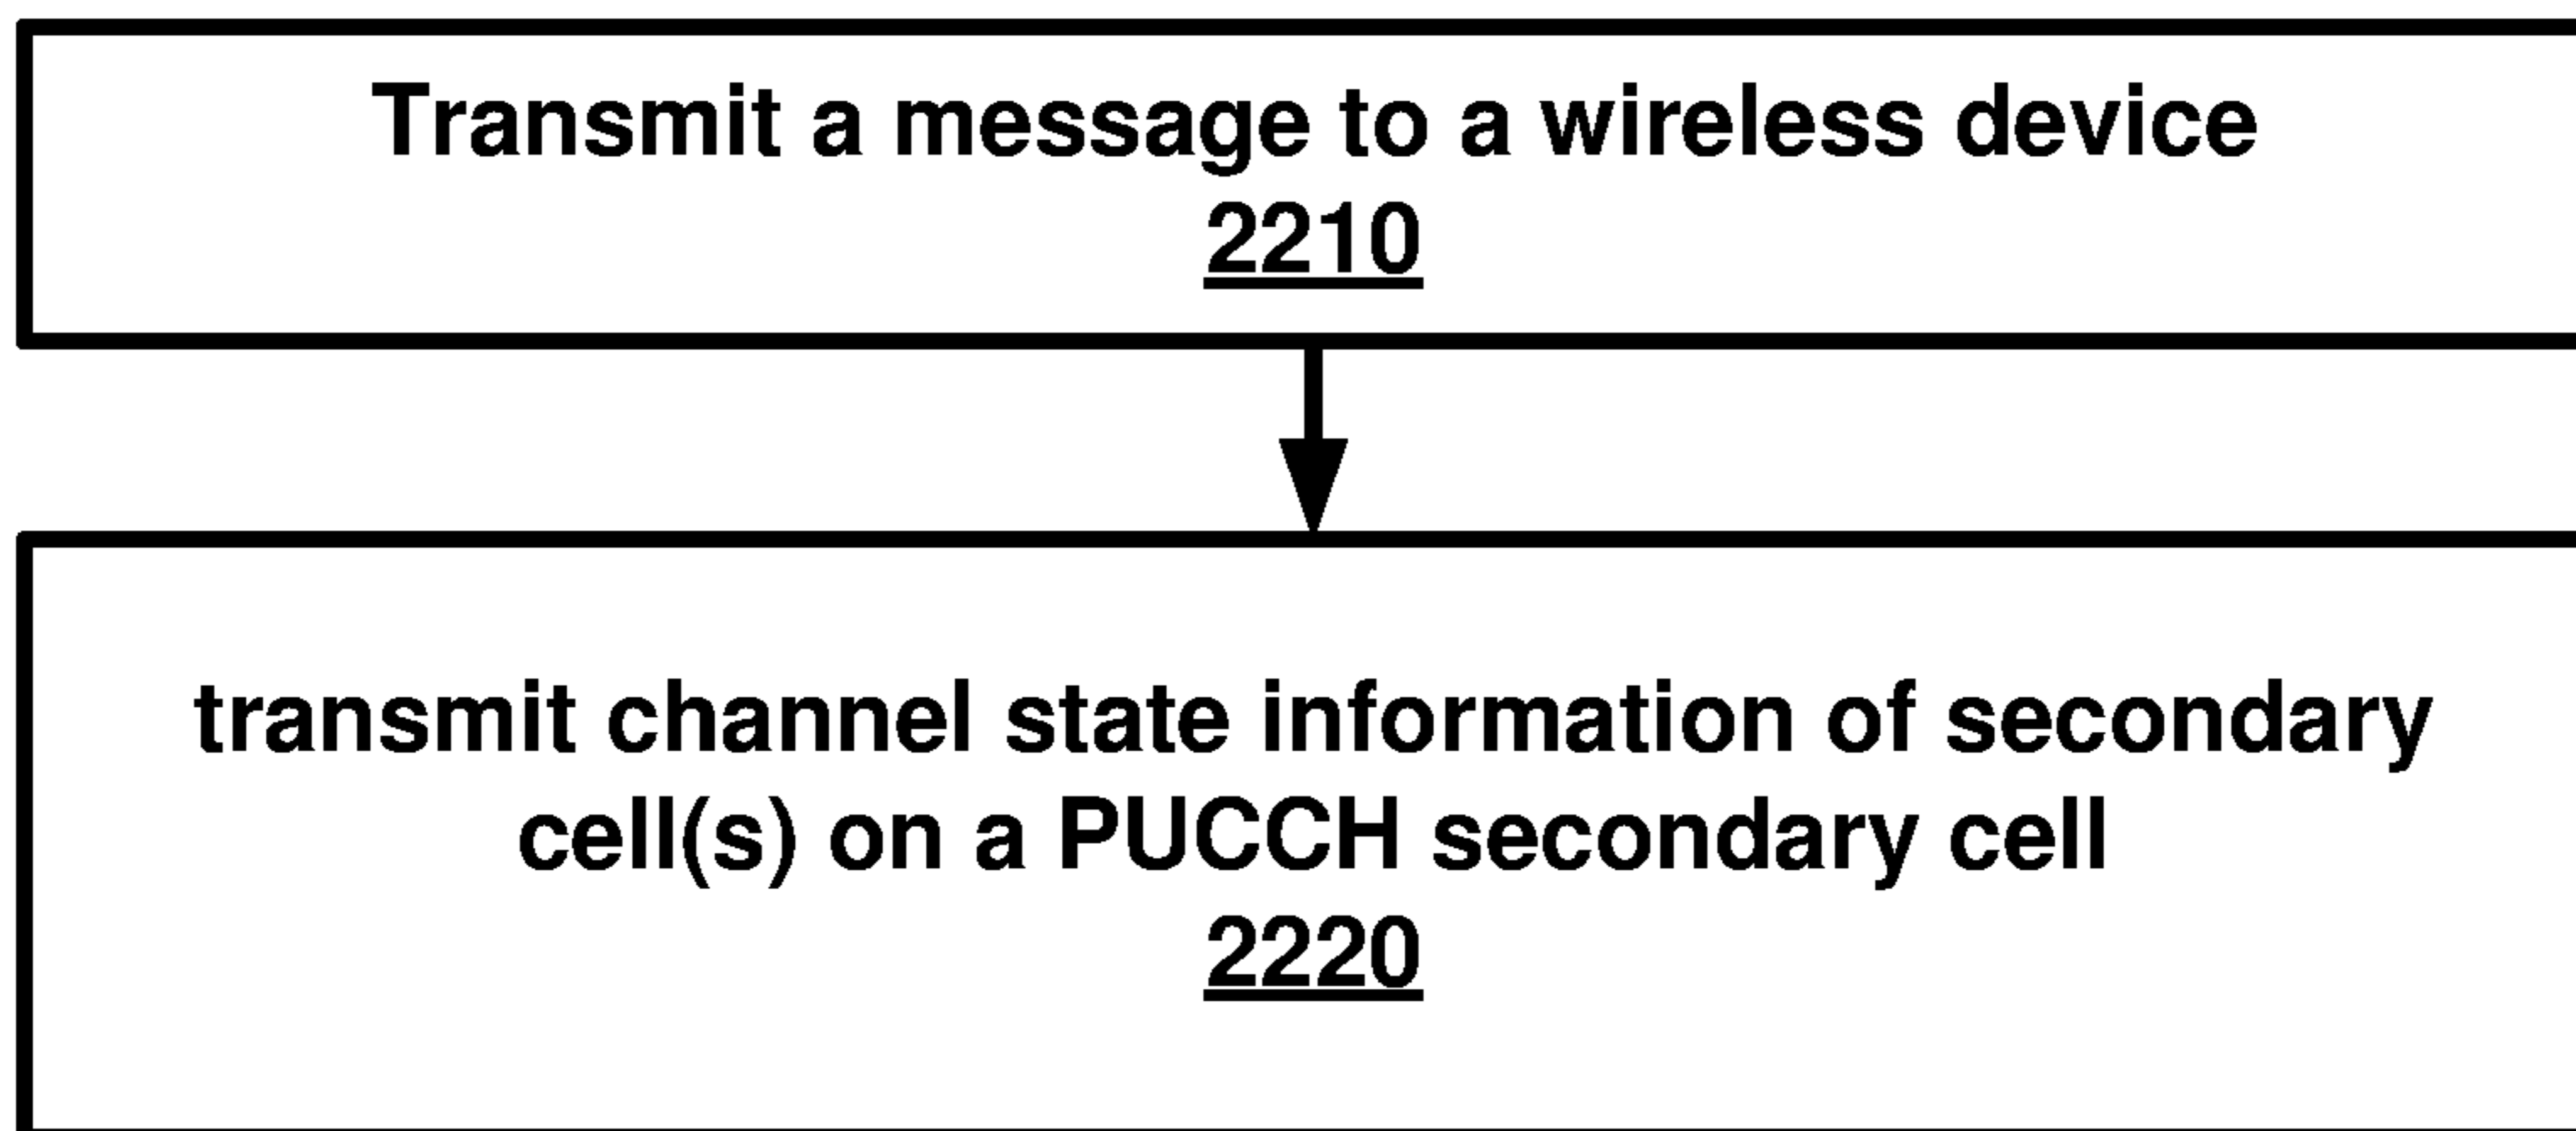 Transmit a message to a wireless device
2210
transmit channel state information of secondary
cell(s) on a PUCCH secondary cell
2220